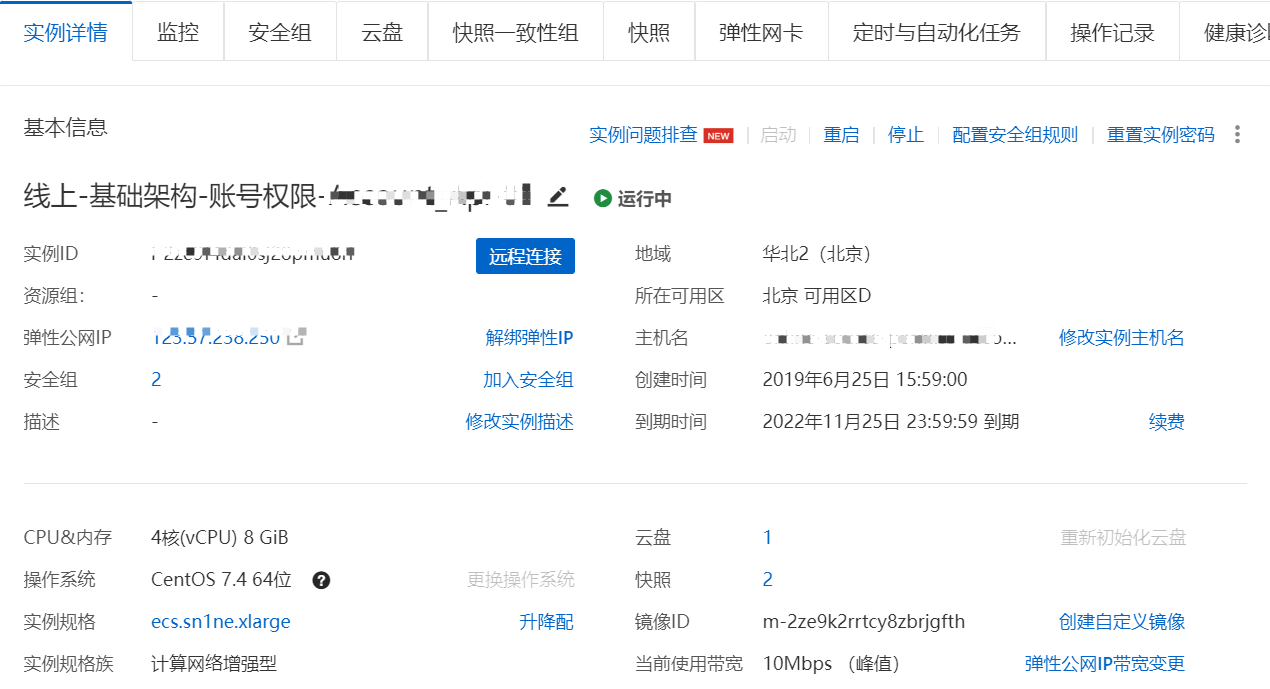 实例详情 监控 安全组 云盘 快照一致性组 快照 弹性网卡 定时与自动化任务 操作记录 健康诊
基本信息 实例问题排查 NEW 启动 重启 停止 配置安全组规则 重置实例密码
线上-基础架构-账号权限- 运行中
实例ID 远程连接 地域 华北2（北京）
资源组： - 所在可用区 北京 可用区D
弹性公网IP 解绑弹性IP 主机名 修改实例主机名
安全组 2 加入安全组 创建时间 2019年6月25日 15:59:00
描述 - 修改实例描述 到期时间 2022年11月25日 23:59:59 到期 续费
CPU&内存 4核(vCPU) 8 GiB 云盘 1 重新初始化云盘
操作系统 CentOS 7.4 64位 ? 更换操作系统 快照 2
实例规格 ecs.sn1ne.xlarge 升降配 镜像ID m-2ze9k2rrtcy8zbrjgfth 创建自定义镜像
实例规格族 计算网络增强型 当前使用带宽 10Mbps （峰值） 弹性公网IP带宽变更